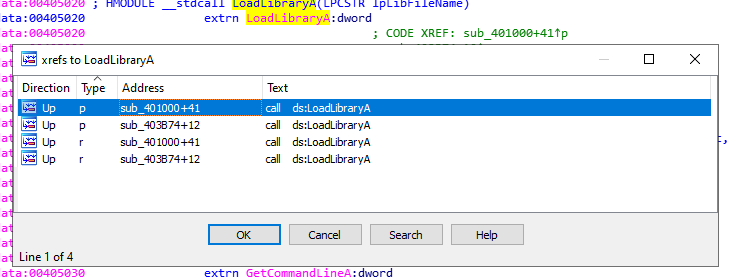 ata:00405020 ; HMODULE __stdcall LoadLibraryA(LPCSTR lpLibFileName)
ata:00405020 extrn LoadLibraryA:dword
ata:00405020 ; CODE XREF: sub_401000+41↑p
xrefs to LoadLibraryA
Direction Type Address Text
Up p sub_401000+41 call ds:LoadLibraryA
Up p sub_403B74+12 call ds:LoadLibraryA
Up r sub_401000+41 call ds:LoadLibraryA
Up r sub_403B74+12 call ds:LoadLibraryA
OK Cancel Search Help
Line 1 of 4
ata:00405030 extrn GetCommandLineA:dword